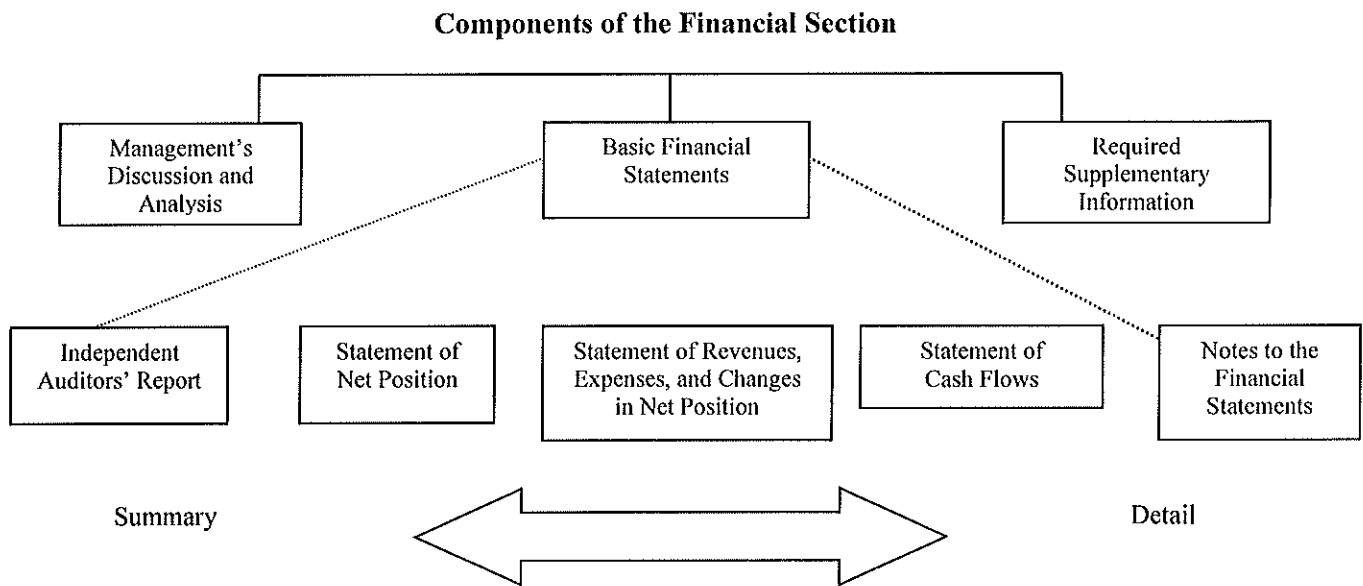 Components of the Financial Section
Management's
Discussion and
Analysis
Basic Financial
Statements
Required
Supplementary
Information
Independent
Auditors' Report
Statement of
Net Position
Statement of Revenues,
Expenses, and Changes
in Net Position
Statement of
Cash Flows
Notes to the
Financial
Statements
Summary
Detail